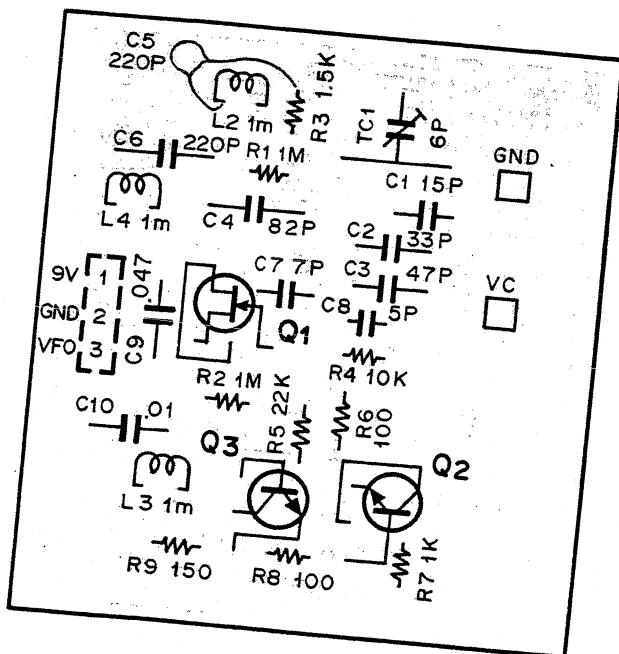 C5
220P
L2 1m
R3 1.5K
TC1
6P
C6
220P
R1 1M
GND
C1 15P
L4 1m
C4
82P
C2
33P
C3
47P
VC
9V
1
.047
C7 7P
C8
5P
GND
2
Q1
VFO
3
C9
R2 1M
R4 10K
C10
.01
R5 22K
R6
100
Q3
Q2
L3 1m
R9 150
R8 100
R7 1K